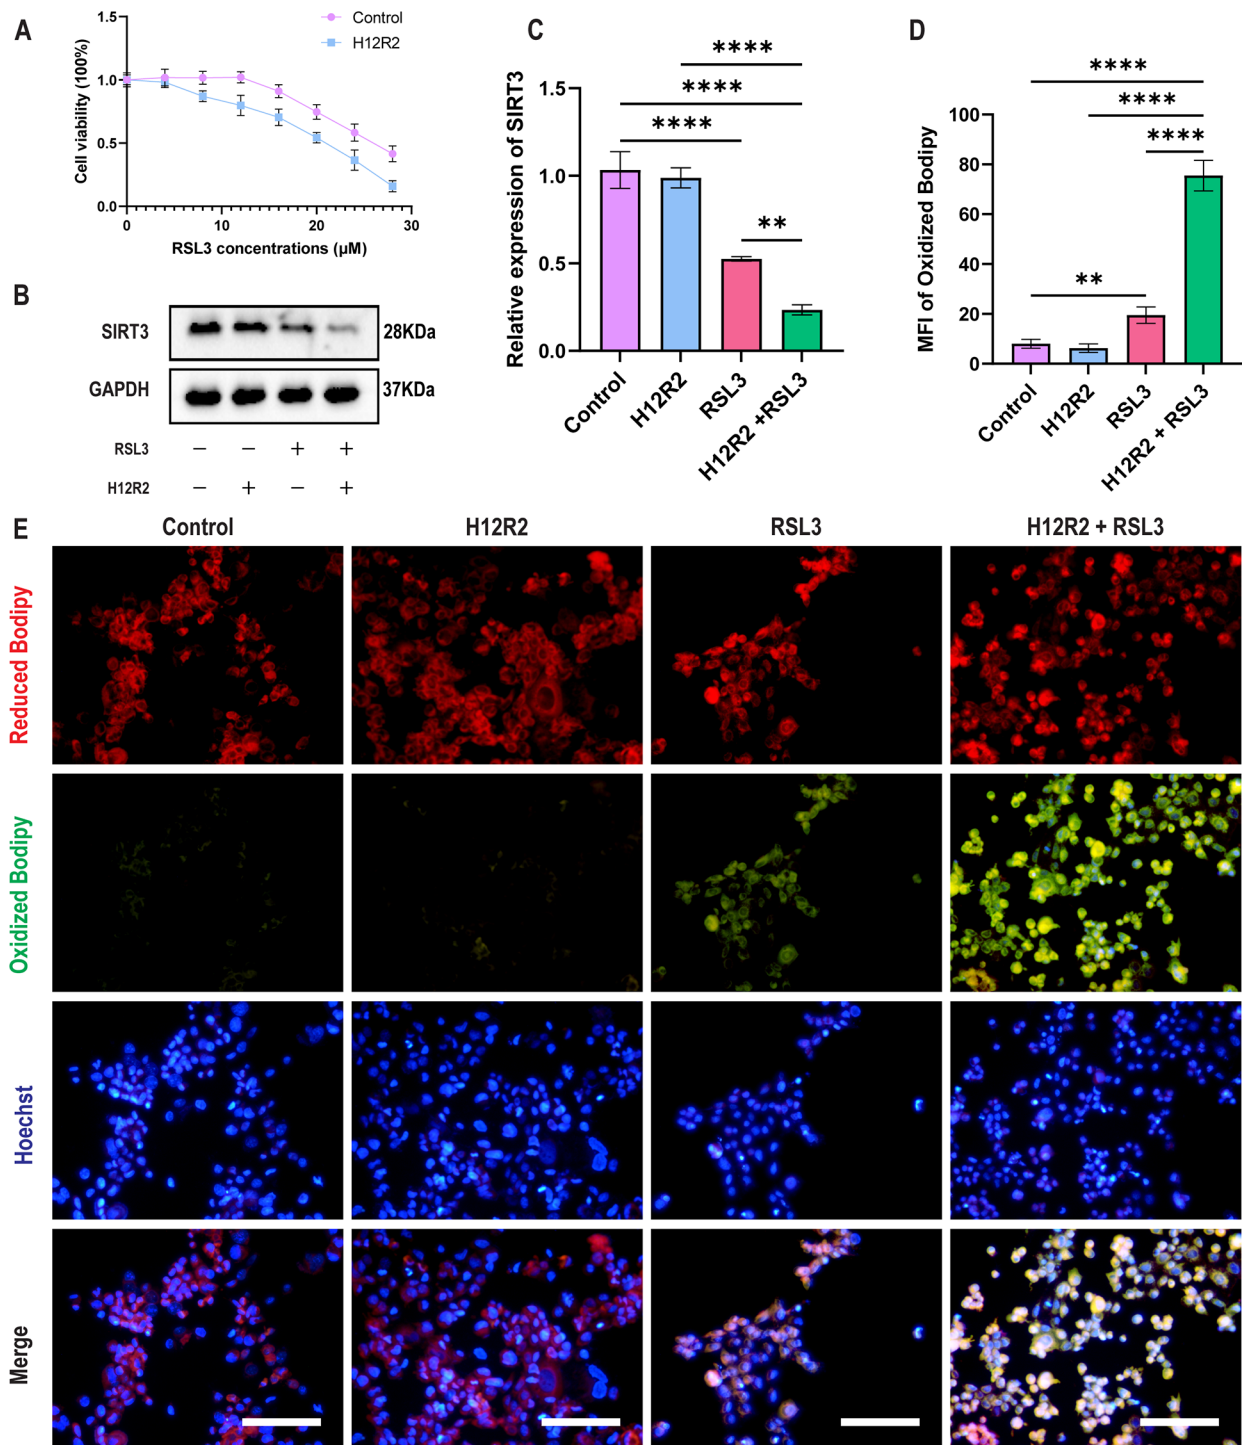 A
Control
H12R2
Cell viability (100%)
1.5
1.0
0.5
0.0
0
10
20
30
RSL3 concentrations (μM)
B
SIRT3
28KDa
GAPDH
37KDa
RSL3
− − + +
H12R2
− + − +
C
Relative expression of SIRT3
1.5
1.0
0.5
0.0
****
****
****
**
Control
H12R2
RSL3
H12R2 +RSL3
D
MFI of Oxidized Bodipy
100
80
60
40
20
0
****
****
****
**
Control
H12R2
RSL3
H12R2 + RSL3
E
Control
H12R2
RSL3
H12R2 + RSL3
Reduced Bodipy
Oxidized Bodipy
Hoechst
Merge